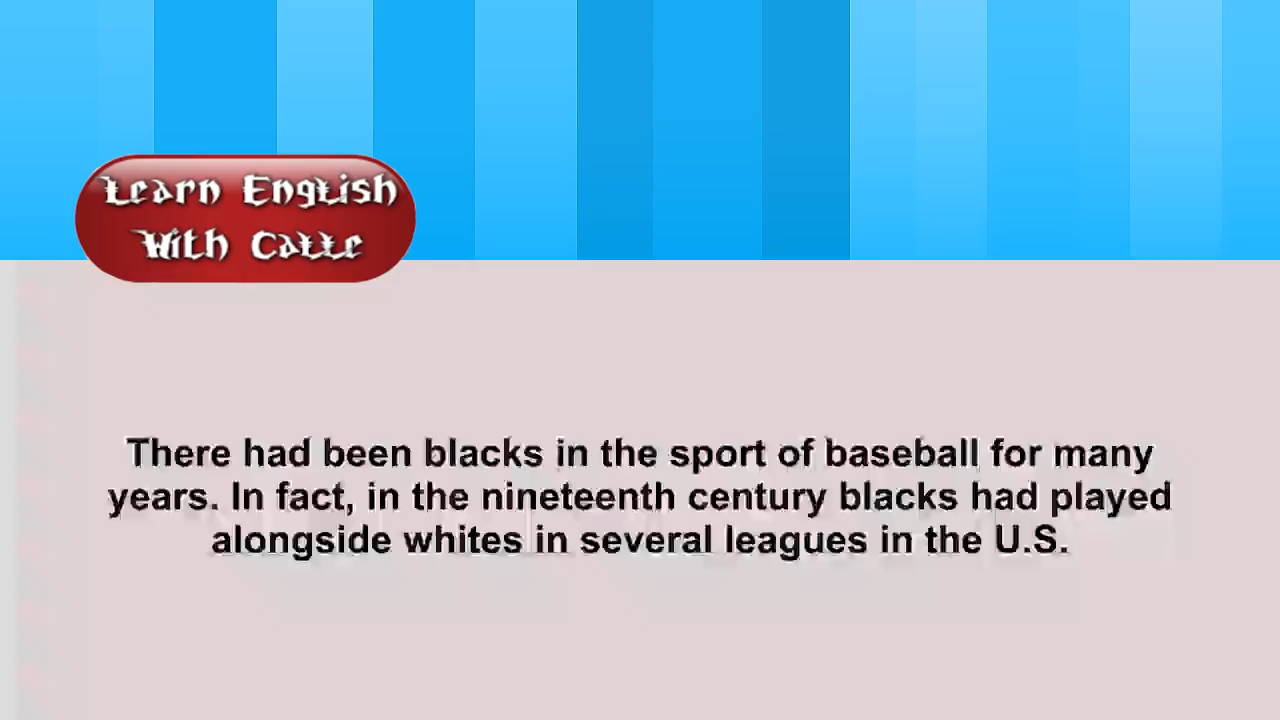 Learn English
With Calle
There had been blacks in the sport of baseball for many
years. In fact, in the nineteenth century blacks had played
alongside whites in several leagues in the U.S.